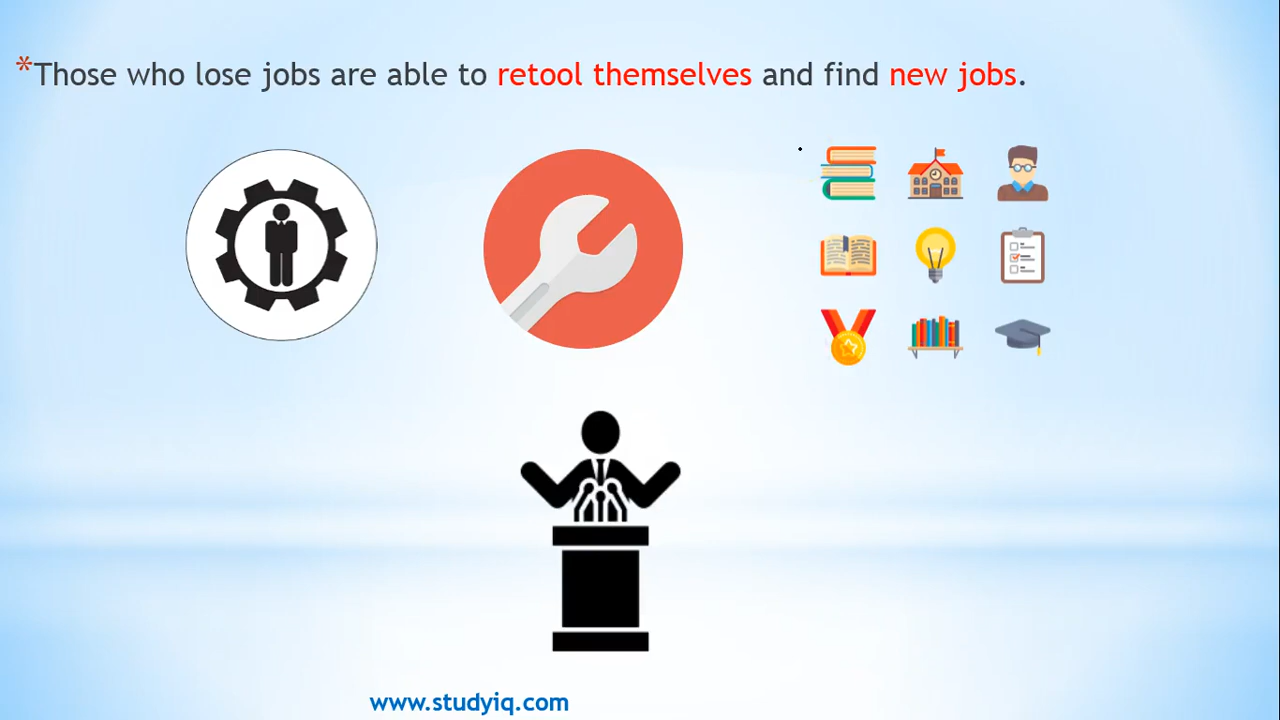 *Those who lose jobs are able to retool themselves and find new jobs.
www.studyiq.com